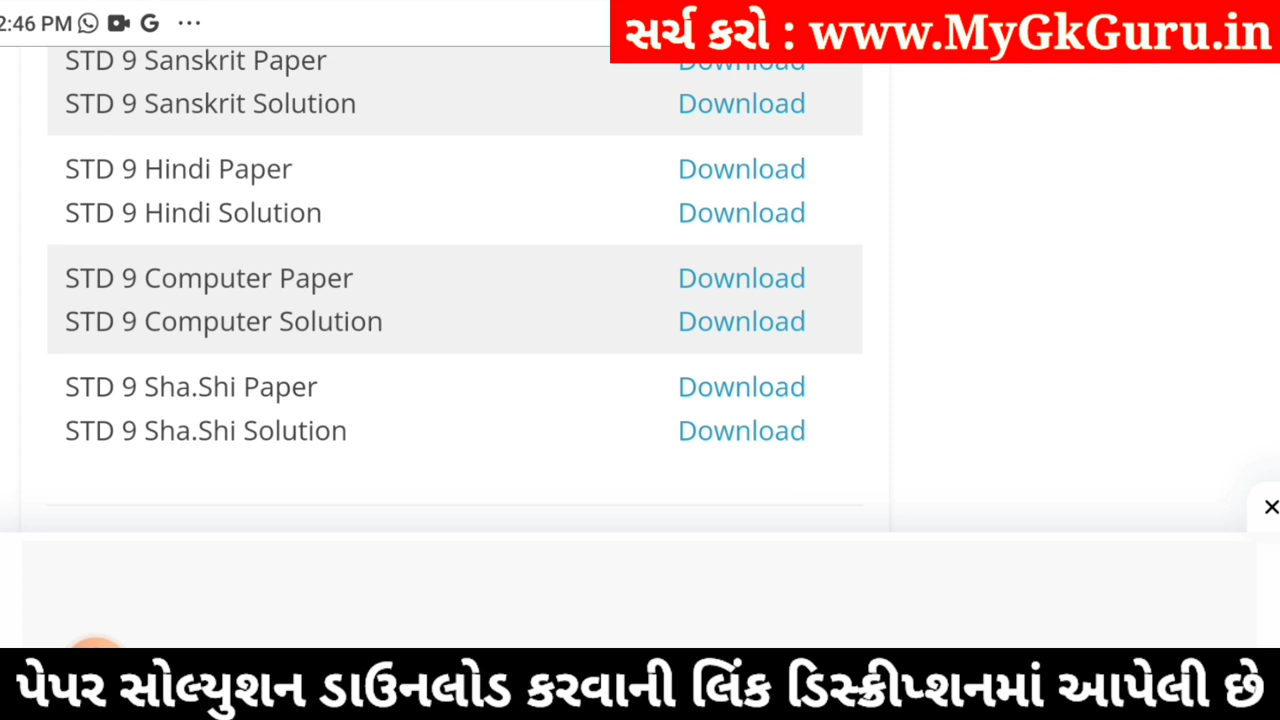 2:46 PM
સર્ચ કરો : www.MyGkGuru.in
STD 9 Sanskrit Paper Download
STD 9 Sanskrit Solution Download
STD 9 Hindi Paper Download
STD 9 Hindi Solution Download
STD 9 Computer Paper Download
STD 9 Computer Solution Download
STD 9 Sha.Shi Paper Download
STD 9 Sha.Shi Solution Download
પેપર સોલ્યુશન ડાઉનલોડ કરવાની લિંક ડિસ્ક્રીપ્શનમાં આપેલી છે